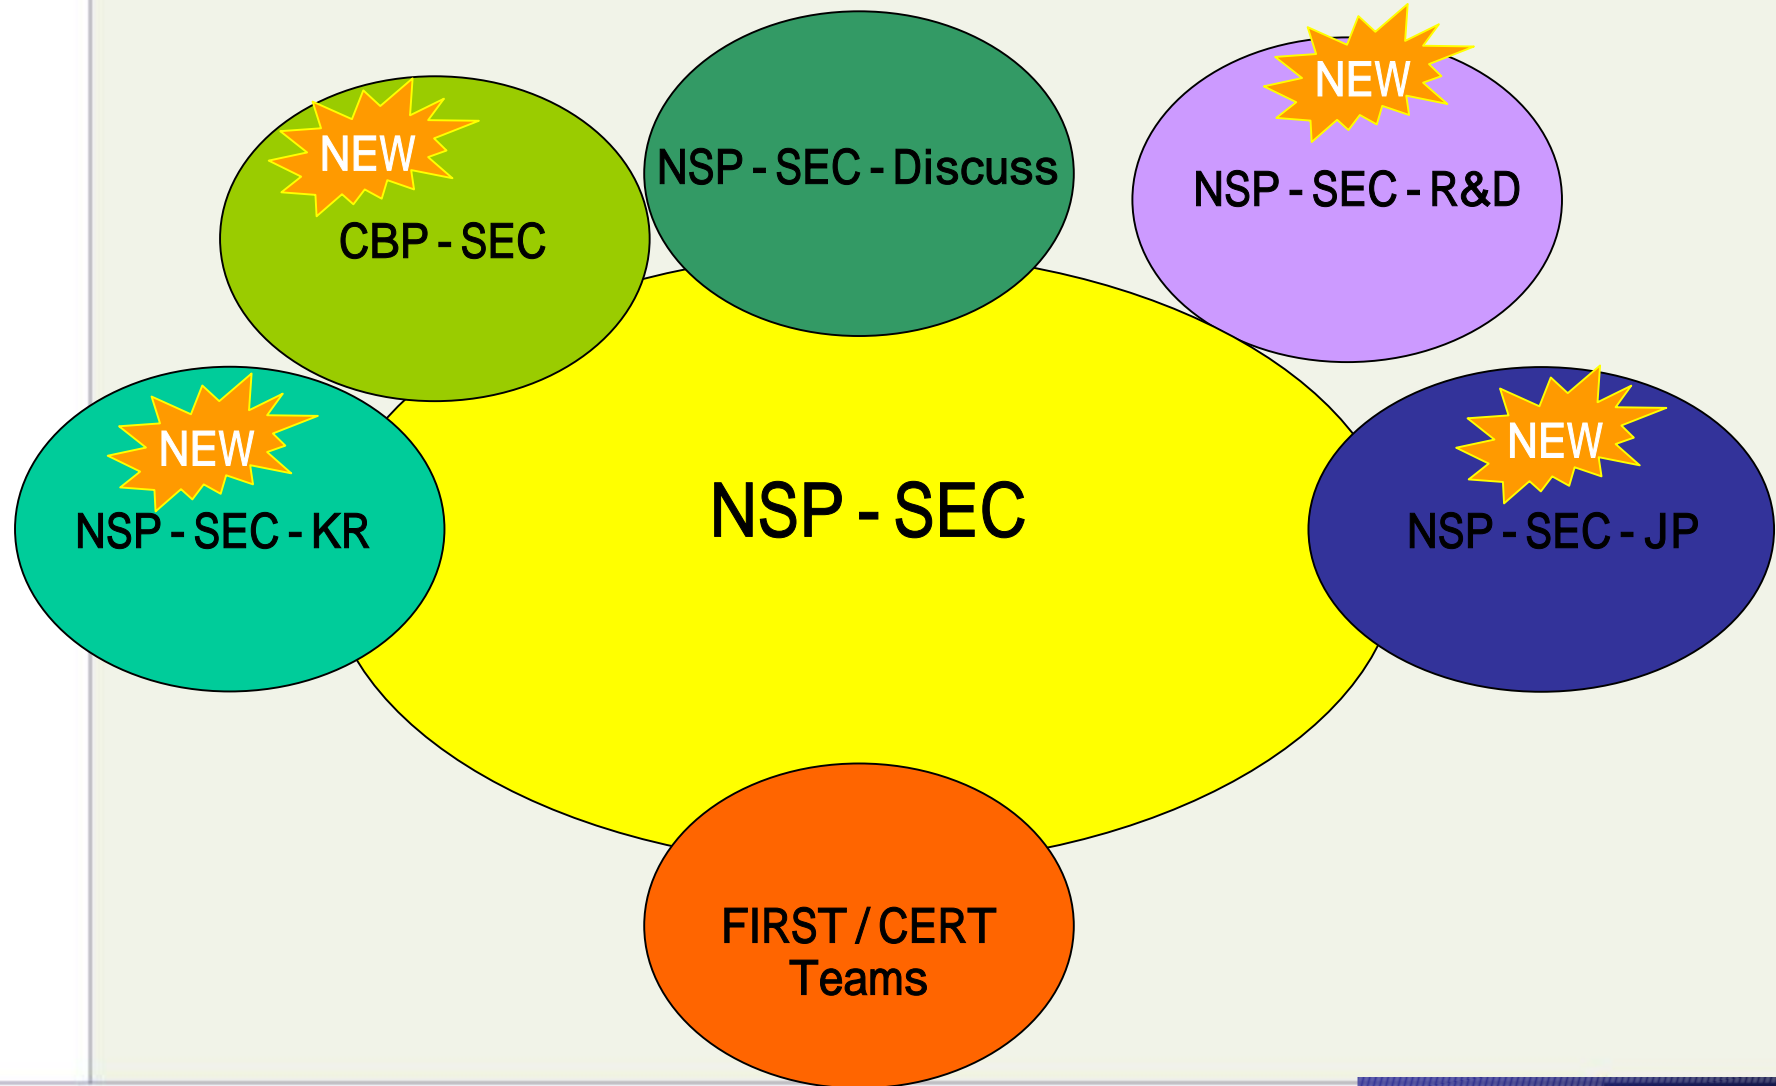 NEW
NSP - SEC - R&D
NSP - SEC - Discuss
NEW
CBP - SEC
NEW
NSP - SEC - KR
NEW
NSP - SEC - JP
NSP - SEC
FIRST / CERT
Teams